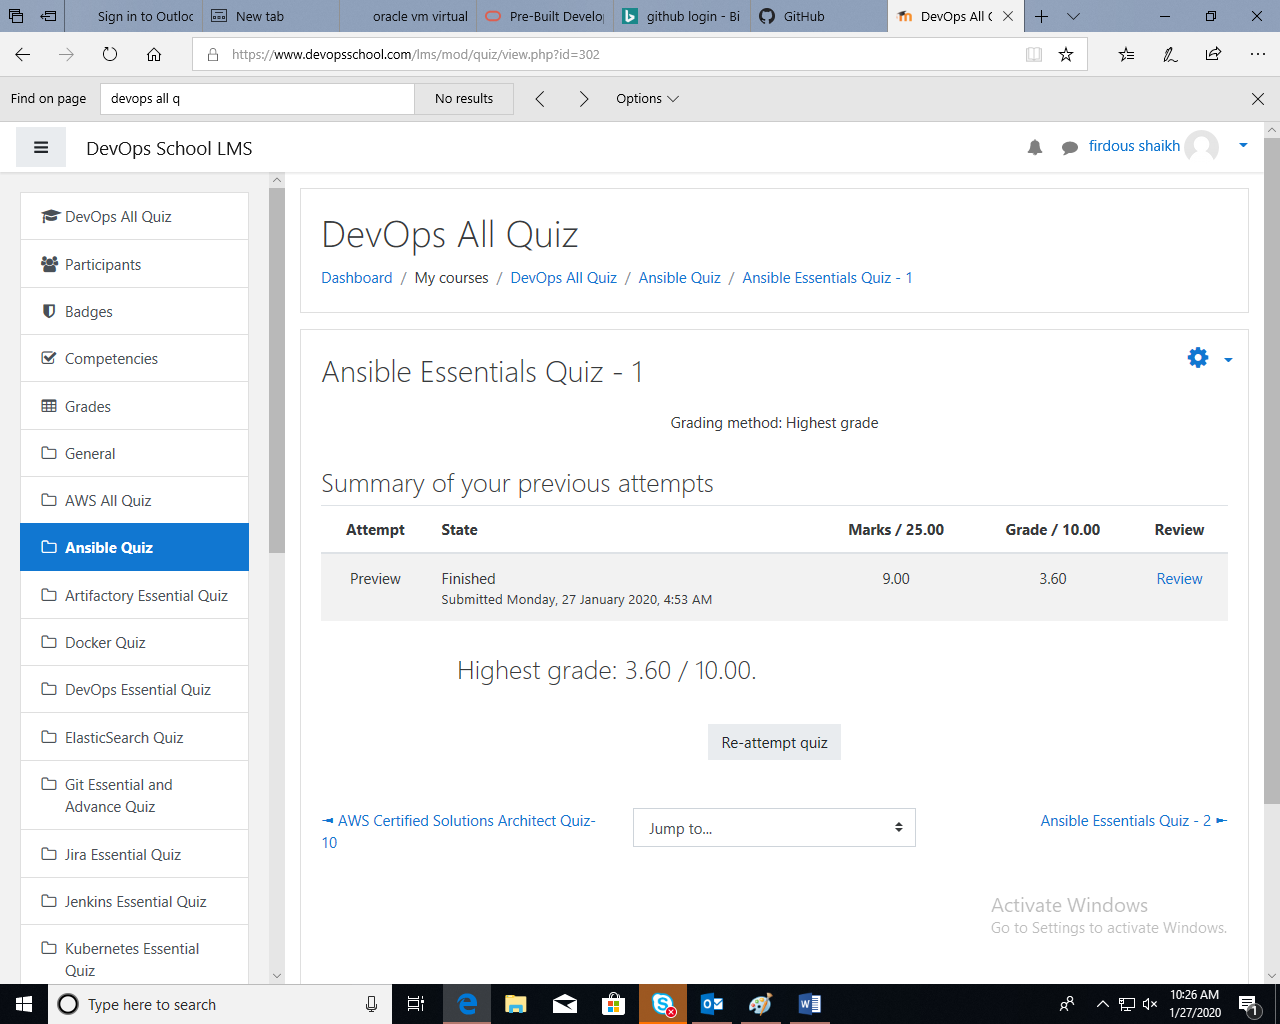 Sign in to Outloc
New tab
oracle vm virtual
Pre-Built Develo
github login - Bi
GitHub
DevOps All Q
https://www.devopsschool.com/lms/mod/quiz/view.php?id=302
Find on page
devops all q
No results
Options
DevOps School LMS
firdous shaikh
DevOps All Quiz
Participants
Badges
Competencies
Grades
General
AWS All Quiz
Ansible Quiz
Artifactory Essential Quiz
Docker Quiz
DevOps Essential Quiz
ElasticSearch Quiz
Git Essential and
Advance Quiz
Jira Essential Quiz
Jenkins Essential Quiz
Kubernetes Essential
Quiz
DevOps All Quiz
Dashboard / My courses / DevOps All Quiz / Ansible Quiz / Ansible Essentials Quiz - 1
Ansible Essentials Quiz - 1
Grading method: Highest grade
Summary of your previous attempts
Attempt State Marks / 25.00 Grade / 10.00 Review
Preview Finished 9.00 3.60 Review
Submitted Monday, 27 January 2020, 4:53 AM
Highest grade: 3.60 / 10.00.
Re-attempt quiz
◄ AWS Certified Solutions Architect Quiz-
10
Jump to...
Ansible Essentials Quiz - 2 ►
Activate Windows
Go to Settings to activate Windows.
Type here to search
10:26 AM
1/27/2020
1